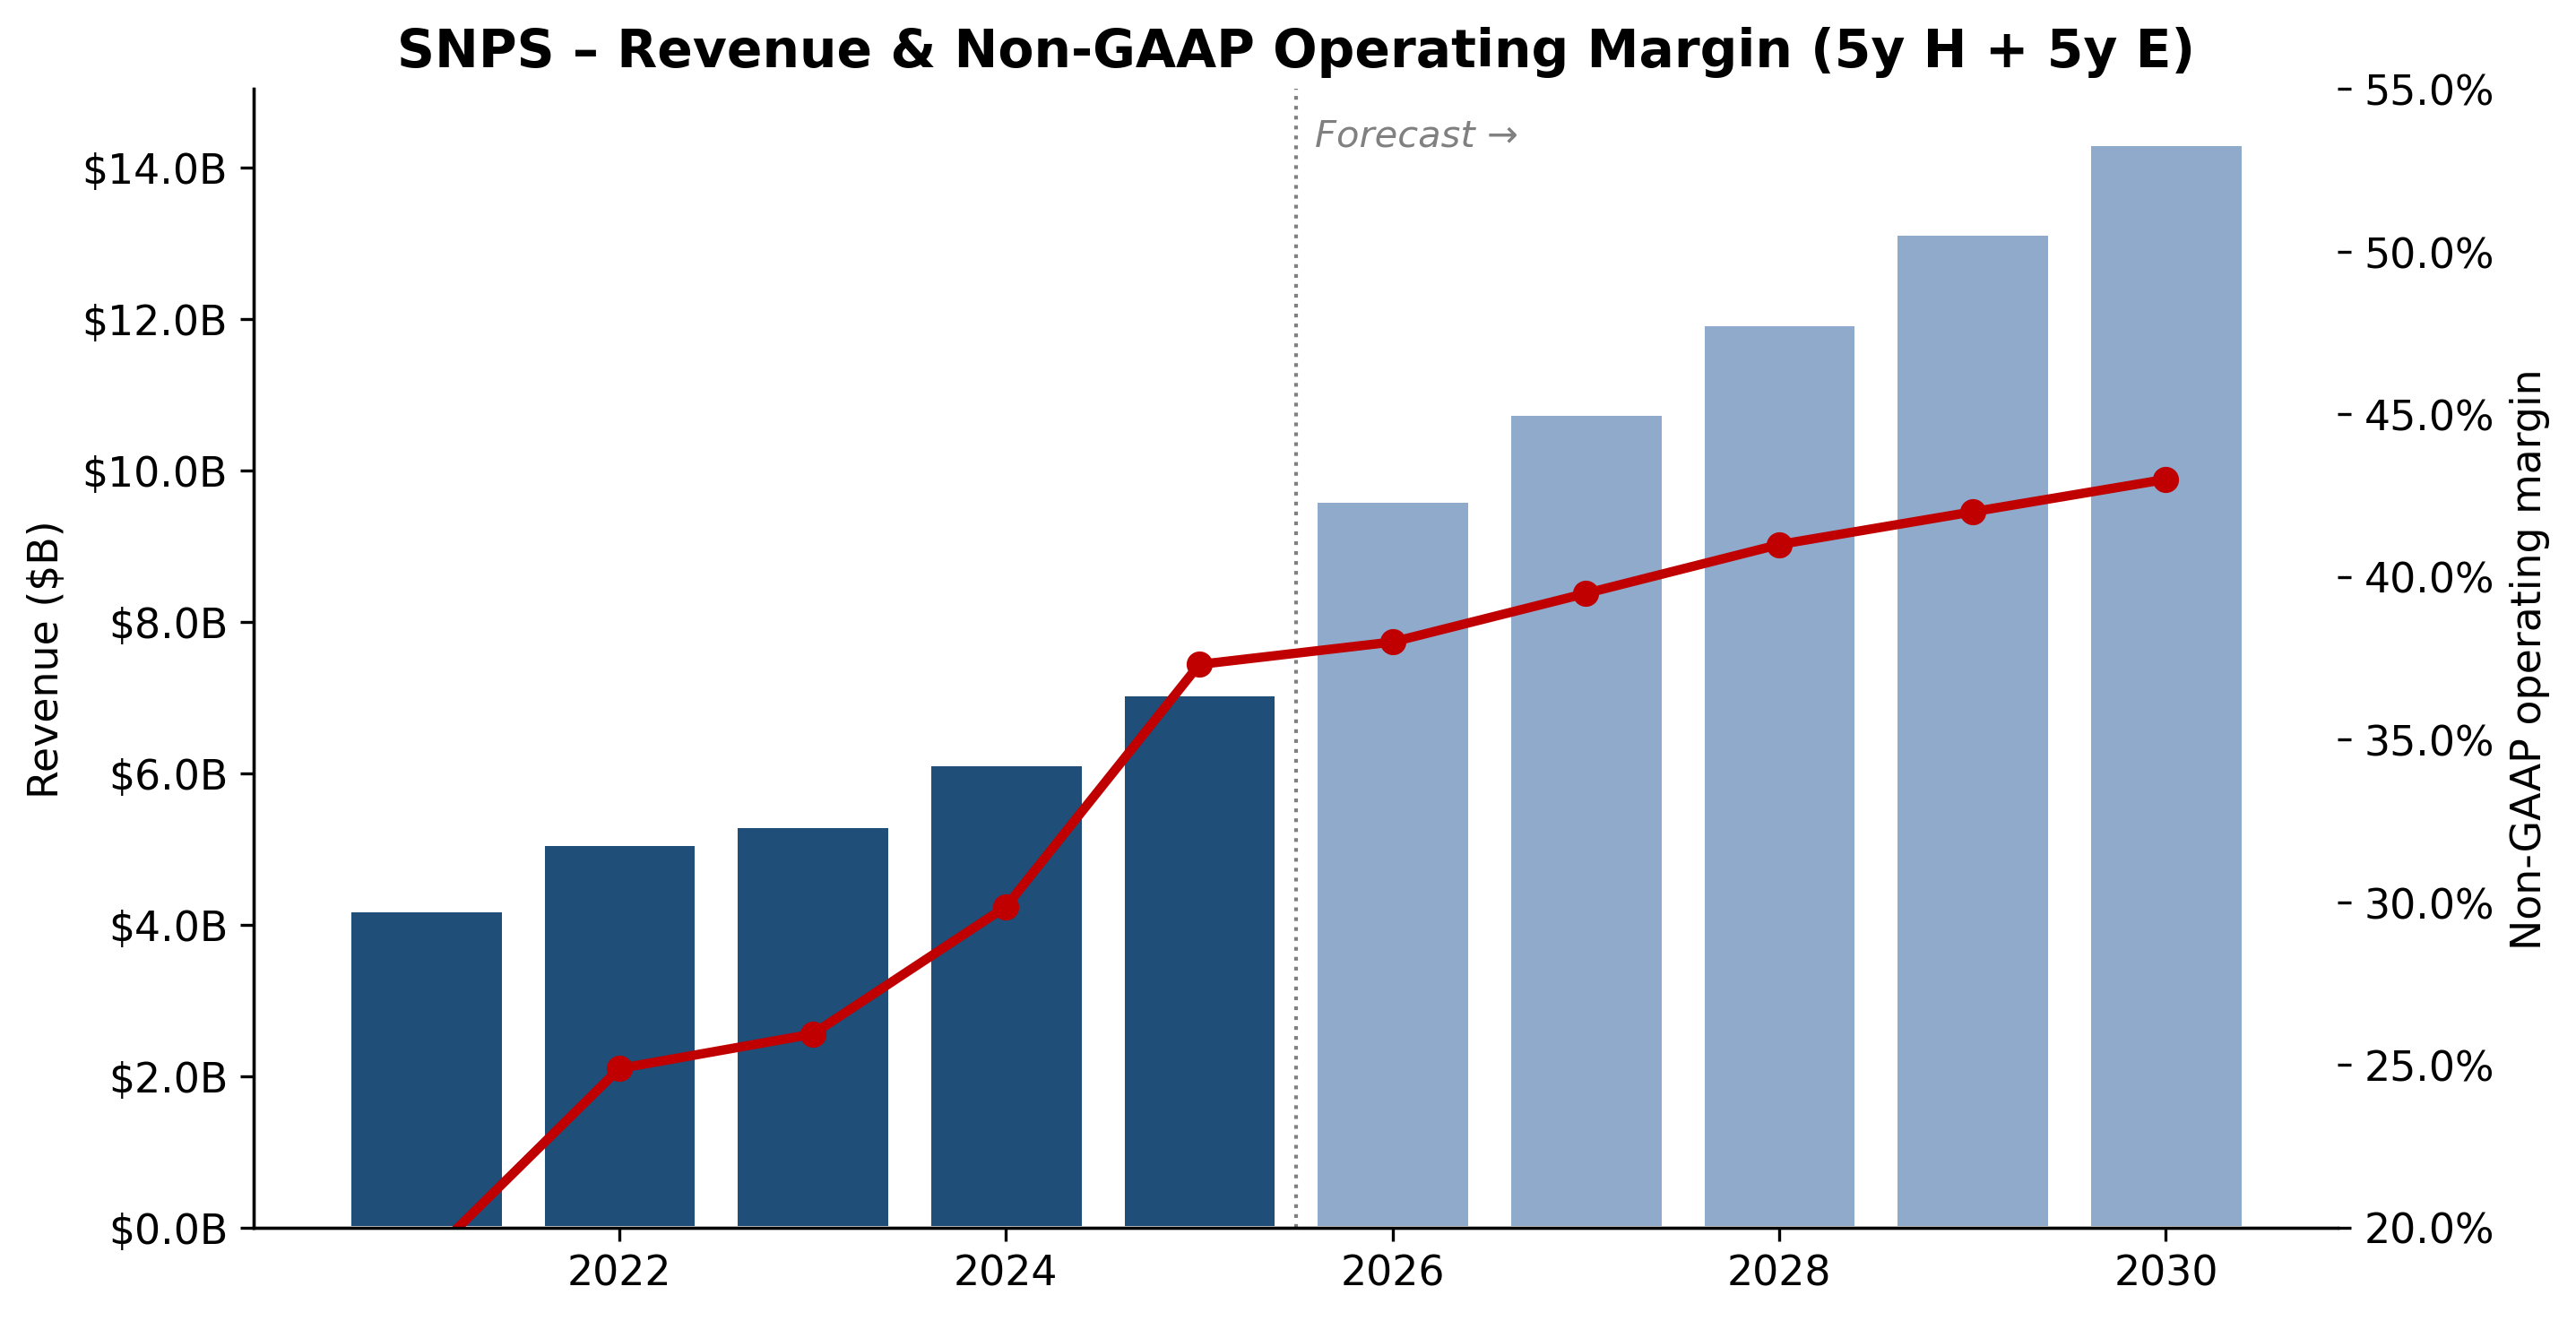 SNPS – Revenue & Non-GAAP Operating Margin (5y H + 5y E)
Forecast →
Revenue ($B)
$14.0B
$12.0B
$10.0B
$8.0B
$6.0B
$4.0B
$2.0B
$0.0B
55.0%
50.0%
45.0%
40.0%
35.0%
30.0%
25.0%
20.0%
Non-GAAP operating margin
2022
2024
2026
2028
2030